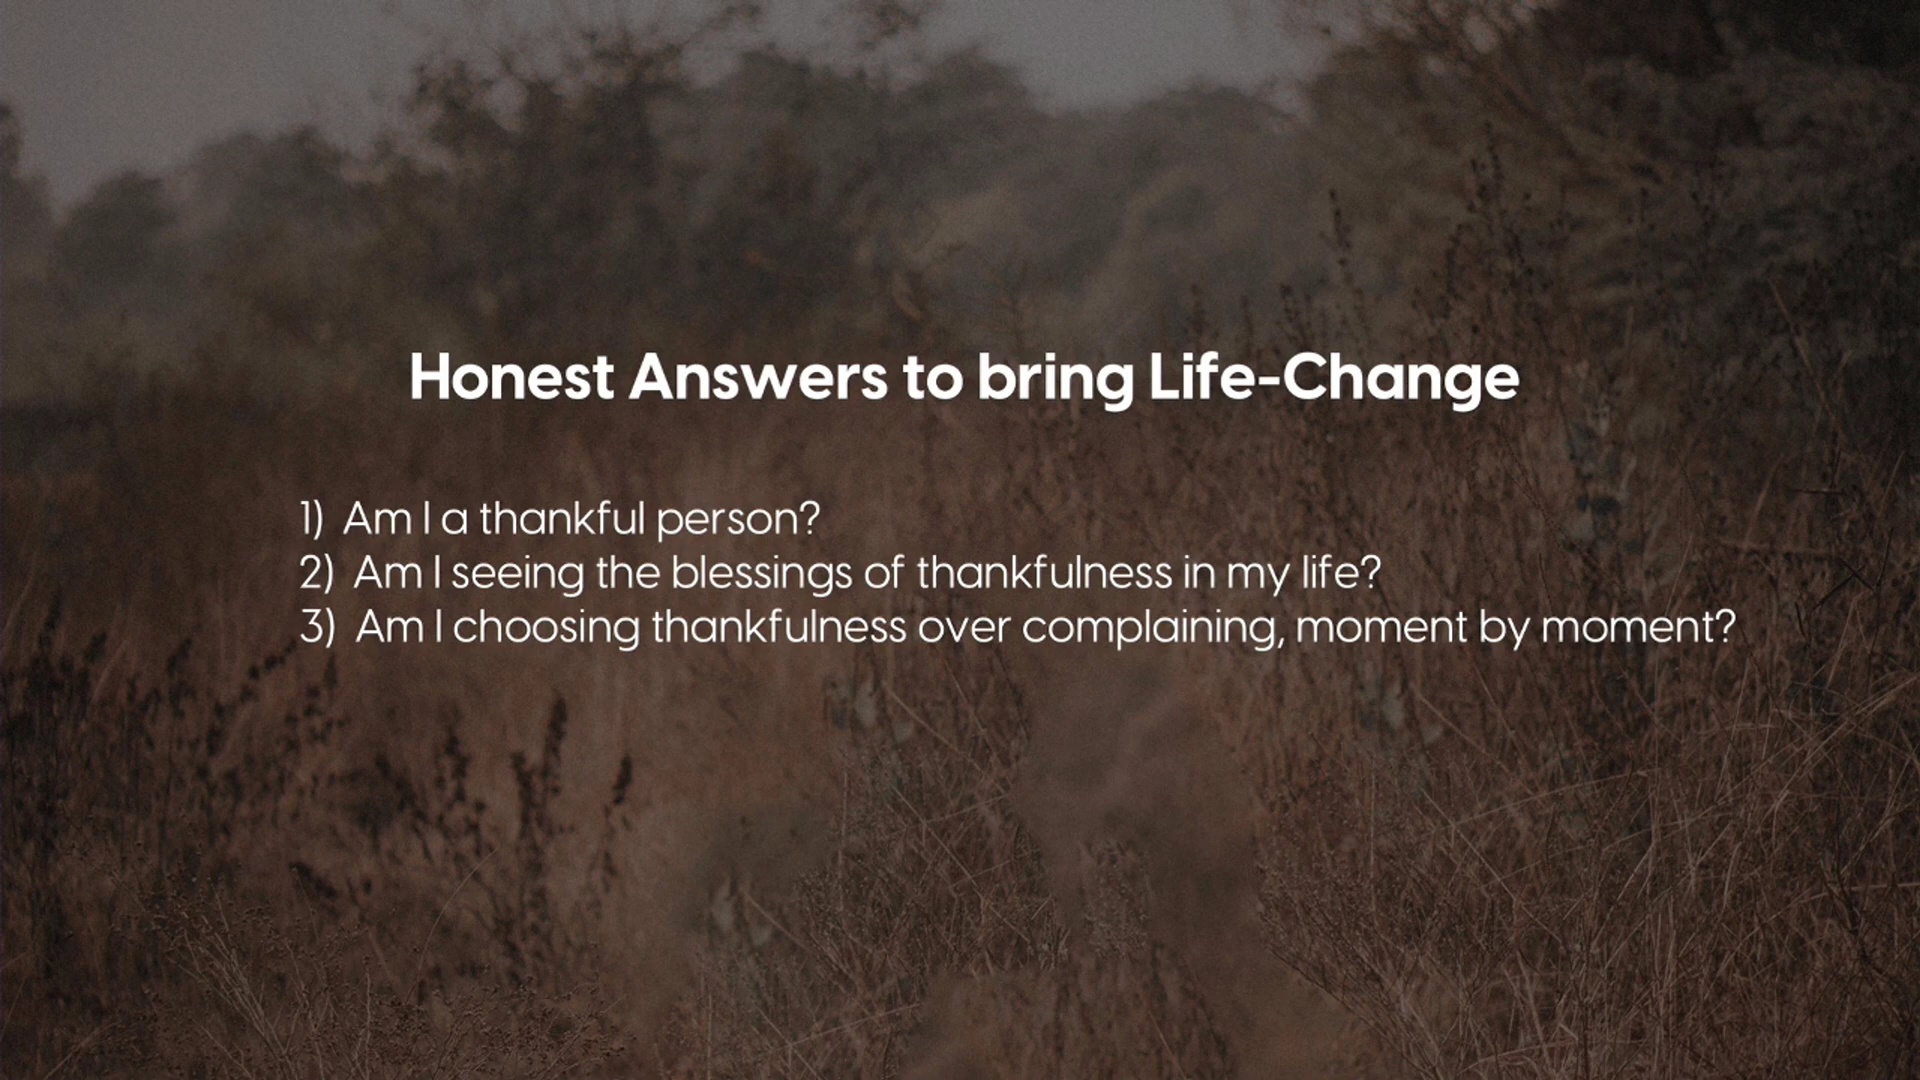 Honest Answers to bring Life-Change
1) Am I a thankful person?
2) Am I seeing the blessings of thankfulness in my life?
3) Am I choosing thankfulness over complaining, moment by moment?